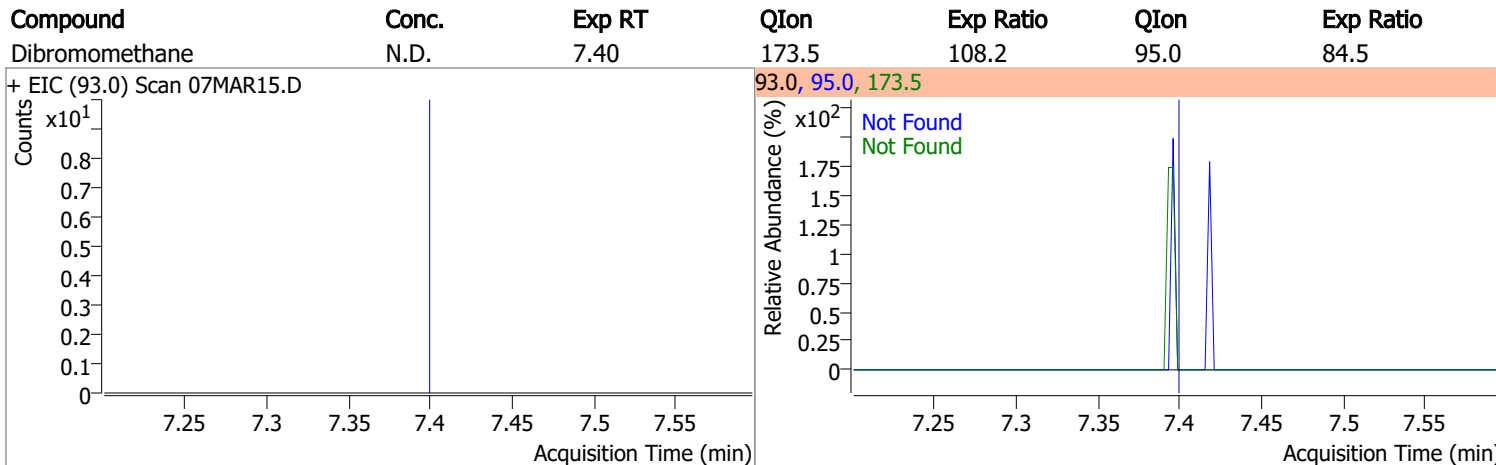 Compound Conc. Exp RT QIon Exp Ratio QIon Exp Ratio
Dibromomethane N.D. 7.40 173.5 108.2 95.0 84.5
+ EIC (93.0) Scan 07MAR15.D
Counts
x10¹
0.8
0.7
0.6
0.5
0.4
0.3
0.2
0.1
0
7.25 7.3 7.35 7.4 7.45 7.5 7.55
Acquisition Time (min)
93.0, 95.0, 173.5
Relative Abundance (%)
x10²
Not Found
Not Found
1.75
1.5
1.25
1
0.75
0.5
0.25
0
7.25 7.3 7.35 7.4 7.45 7.5 7.55
Acquisition Time (min)